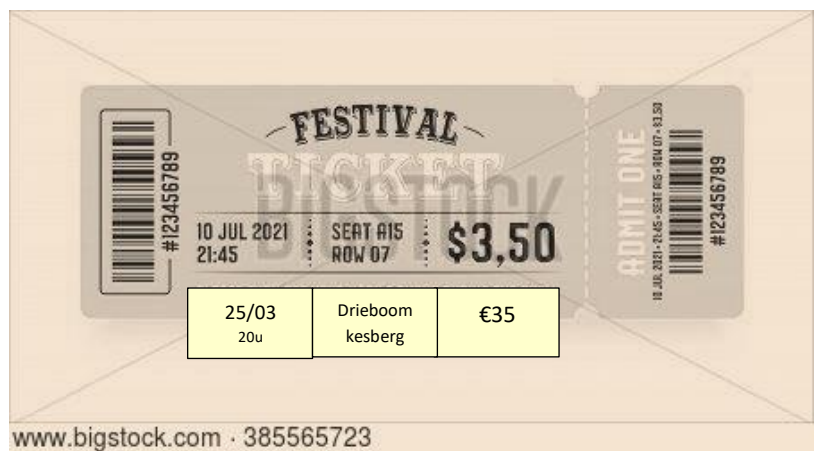 FESTIVAL
TICKET
BIGSTOCK
10 JUL 2021
21:45
SEAT A15
ROW 07
$3,50
#123456789
ADMIT ONE
10 JUL 2021 • 21:45 • SEAT A15 • ROW 07 • $3,50
#123456789
25/03
20u
Drieboom
kesberg
€35
www.bigstock.com · 385565723